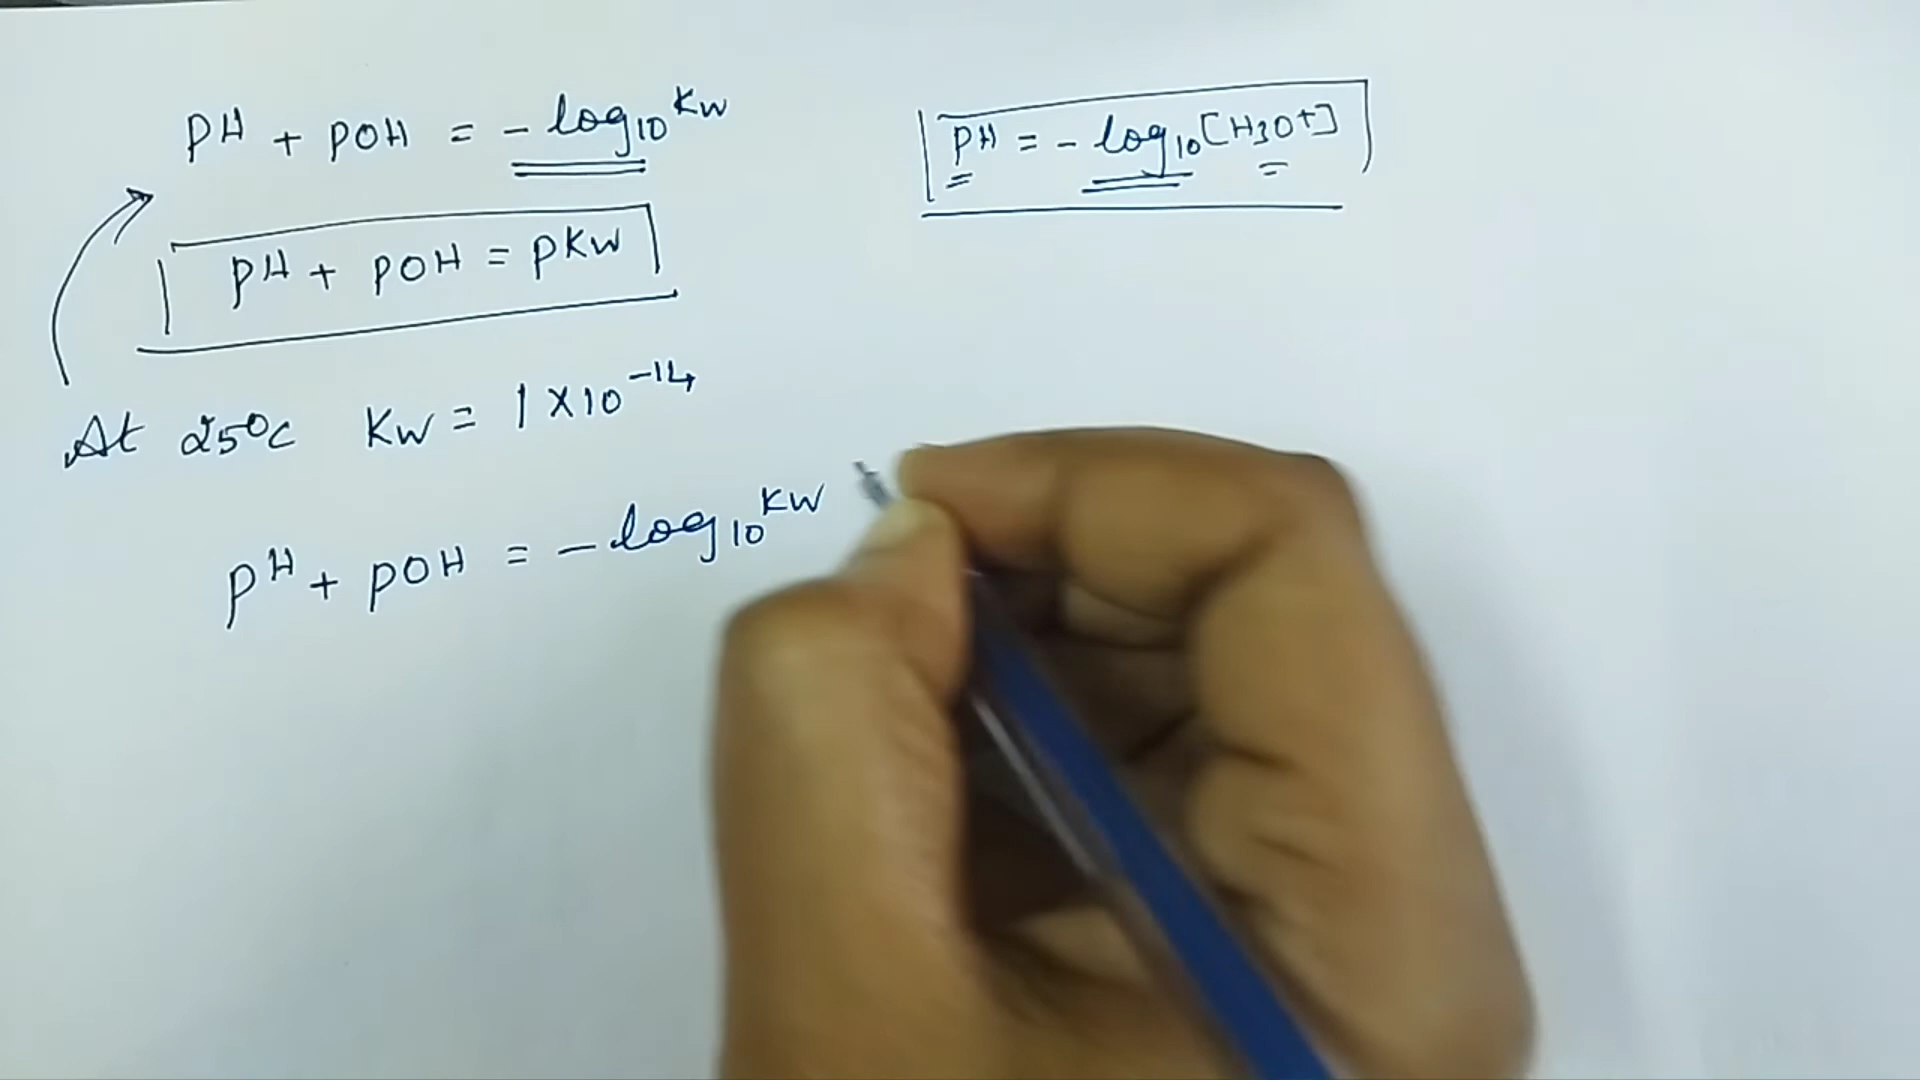 PH + POH = - log10 Kw
PH = - log10 [H3O+]
PH + POH = PKw
At 25°C Kw = 1 X 10-14
PH + POH = - log10 Kw